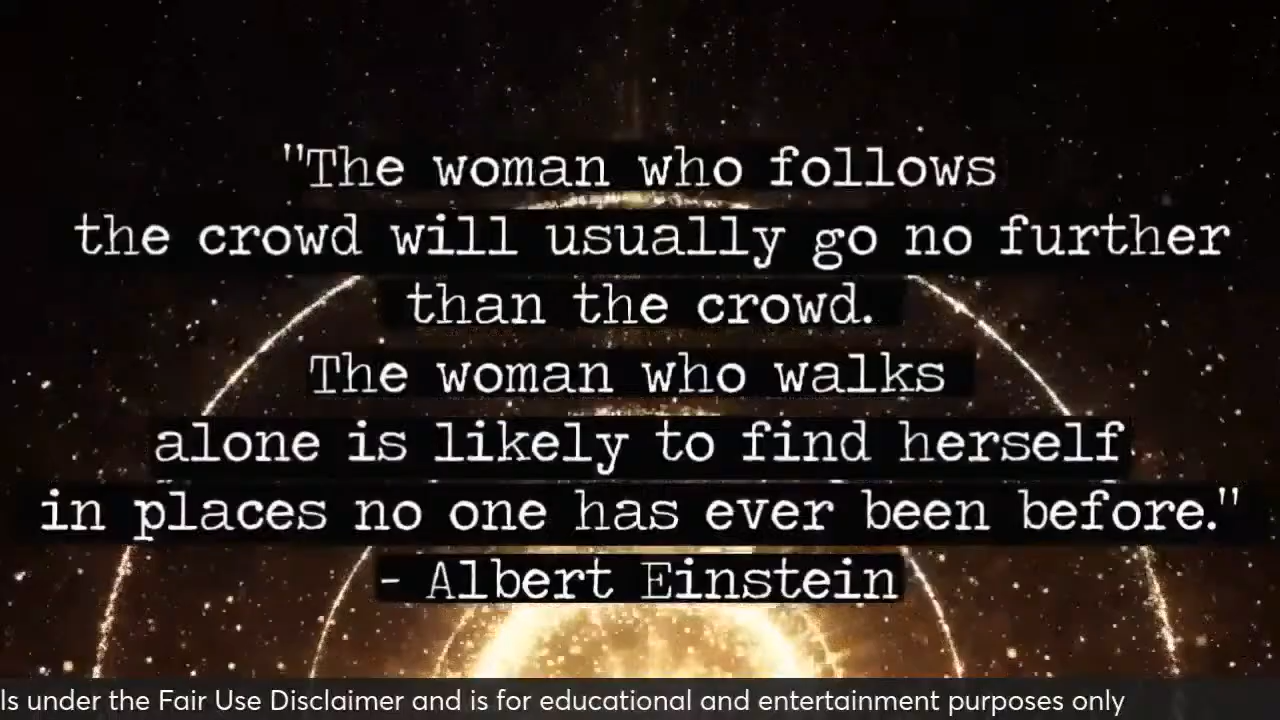 "The woman who follows
the crowd will usually go no further
than the crowd.
The woman who walks
alone is likely to find herself
in places no one has ever been before."
- Albert Einstein
ls under the Fair Use Disclaimer and is for educational and entertainment purposes only